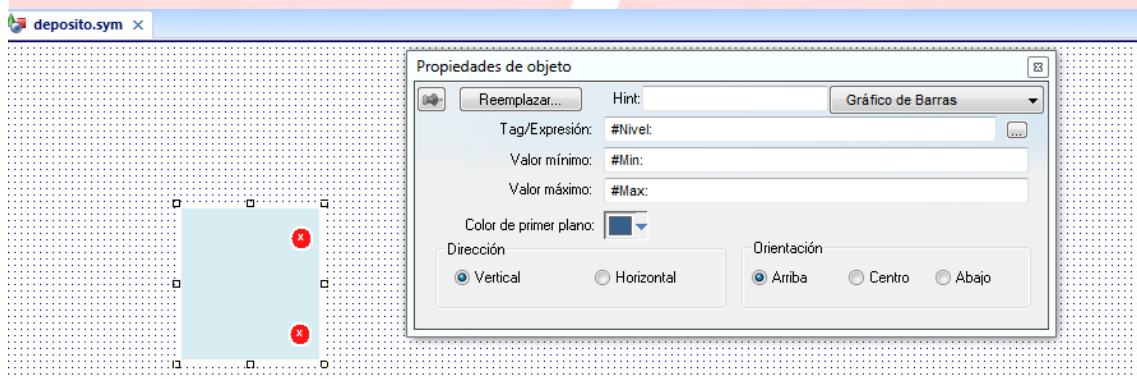 deposito.sym ×
Propiedades de objeto
Reemplazar... Hint: Gráfico de Barras
Tag/Expresión: #Nivel: ...
Valor mínimo: #Min:
Valor máximo: #Max:
Color de primer plano:
Dirección Orientación
Vertical Horizontal Arriba Centro Abajo
x
x